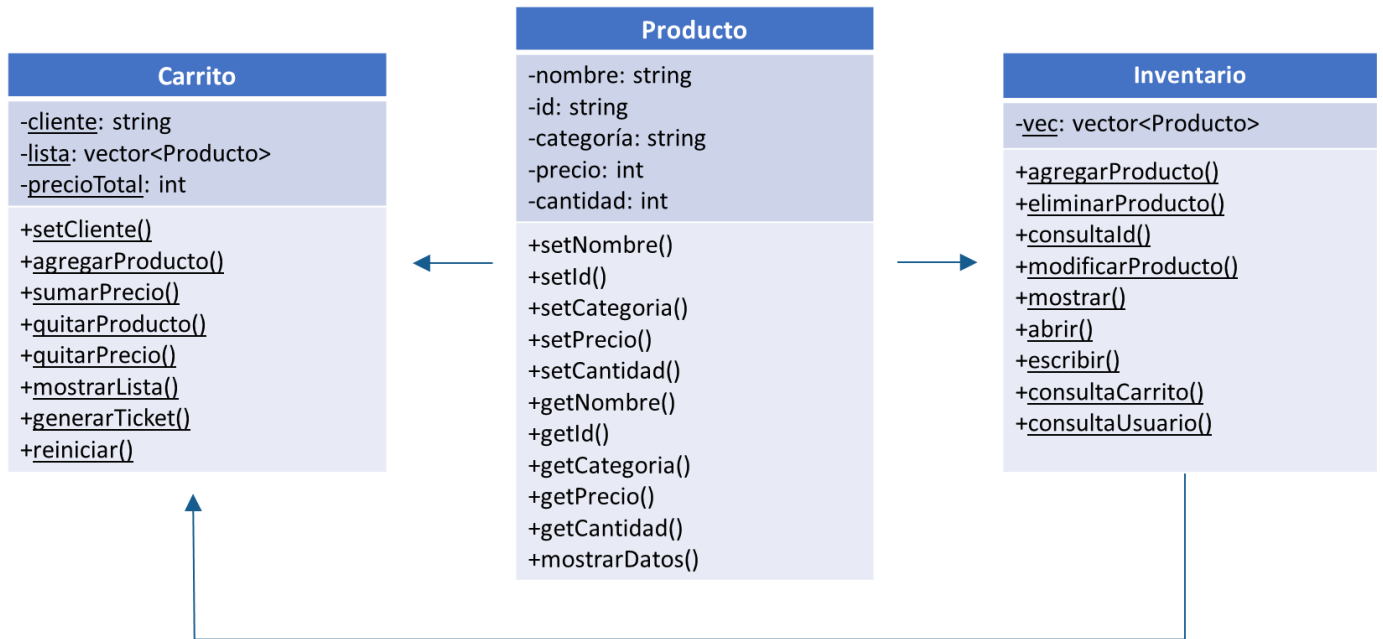 Carrito
-cliente: string
-lista: vector<Producto>
-precioTotal: int
+setCliente()
+agregarProducto()
+sumarPrecio()
+quitarProducto()
+quitarPrecio()
+mostrarLista()
+generarTicket()
+reiniciar()
Producto
-nombre: string
-id: string
-categoría: string
-precio: int
-cantidad: int
+setNombre()
+setId()
+setCategoria()
+setPrecio()
+setCantidad()
+getNombre()
+getId()
+getCategoria()
+getPrecio()
+getCantidad()
+mostrarDatos()
Inventario
-vec: vector<Producto>
+agregarProducto()
+eliminarProducto()
+consultaId()
+modificarProducto()
+mostrar()
+abrir()
+escribir()
+consultaCarrito()
+consultaUsuario()